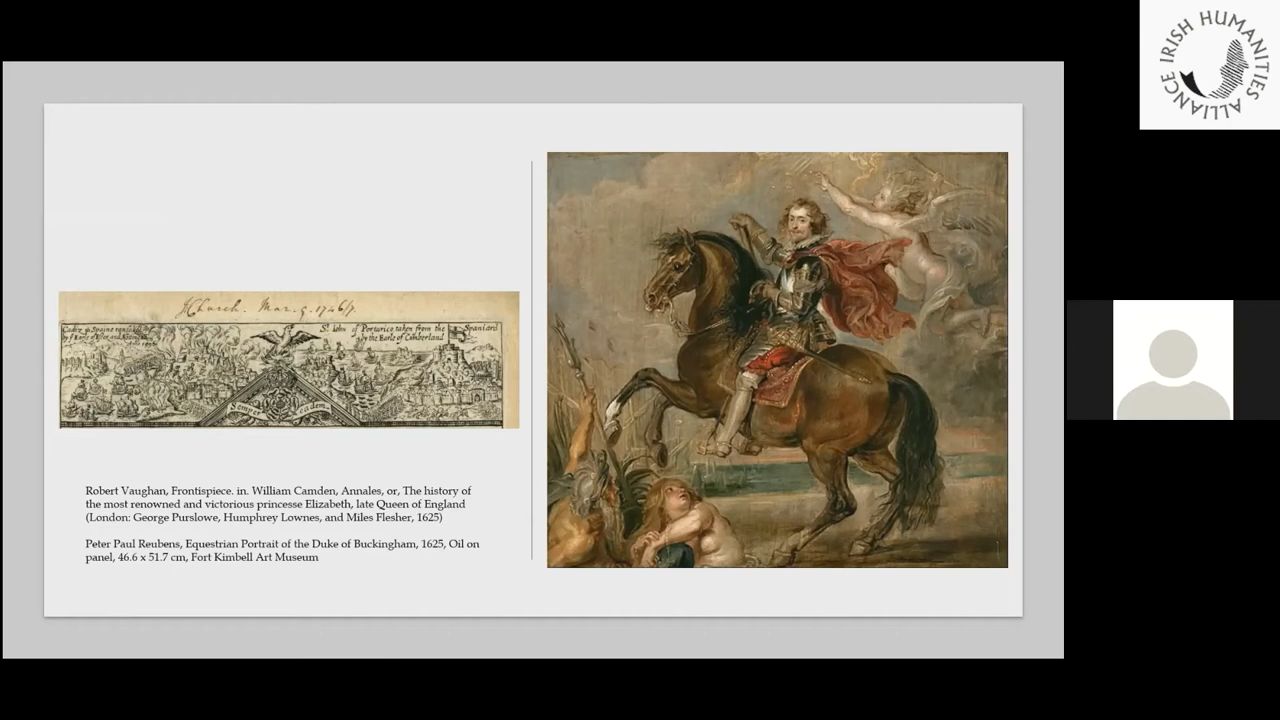 IRISH HUMANITIES ALLIANCE
Church. Mar. 9. 1746/7.
St. Iohn of Portorico taken from the Spaniard
by the Earle of Cumberland
Semper Eadem
Robert Vaughan, Frontispiece. in. William Camden, Annales, or, The history of
the most renowned and victorious princesse Elizabeth, late Queen of England
(London: George Purslowe, Humphrey Lownes, and Miles Flesher, 1625)
Peter Paul Reubens, Equestrian Portrait of the Duke of Buckingham, 1625, Oil on
panel, 46.6 x 51.7 cm, Fort Kimbell Art Museum